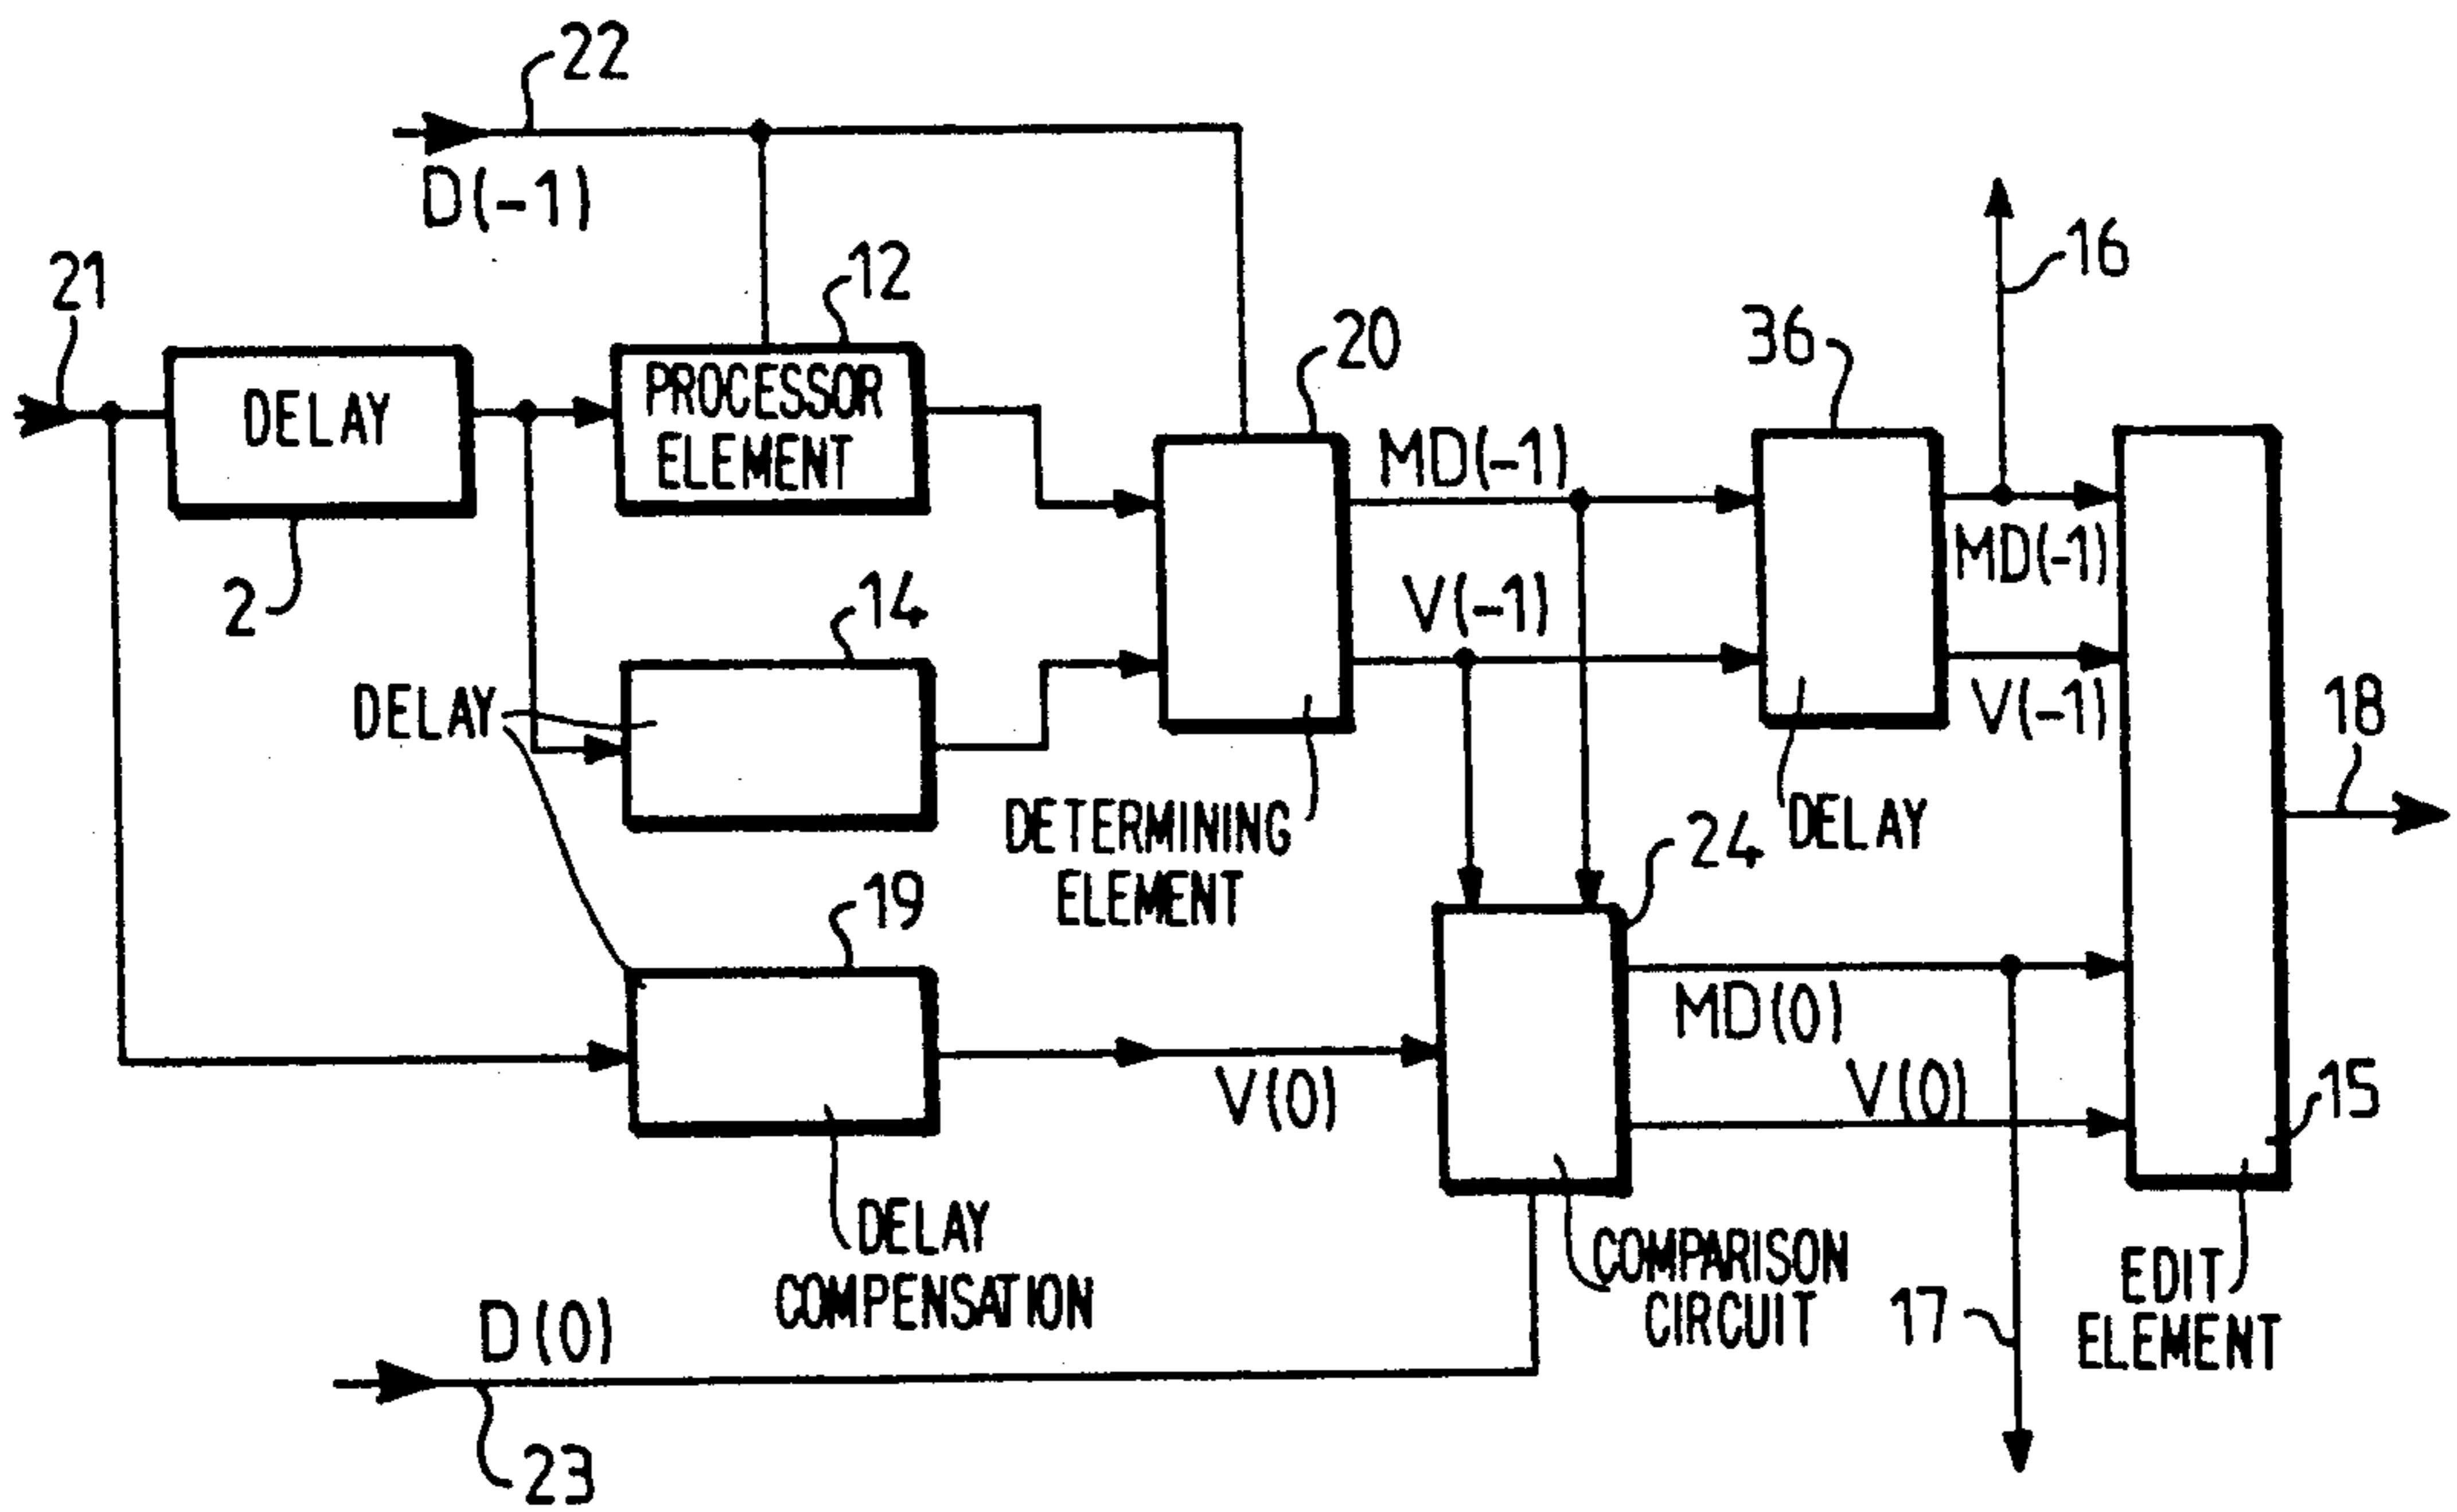 22
D(-1)
21
12
16
20
36
DELAY
PROCESSOR
ELEMENT
MD(-1)
MD(-1)
2
14
V(-1)
V(-1)
18
DELAY
DETERMINING
ELEMENT
24
DELAY
19
MD(0)
V(0)
V(0)
15
DELAY
COMPENSATION
COMPARISON
CIRCUIT
EDIT
ELEMENT
17
D(0)
23